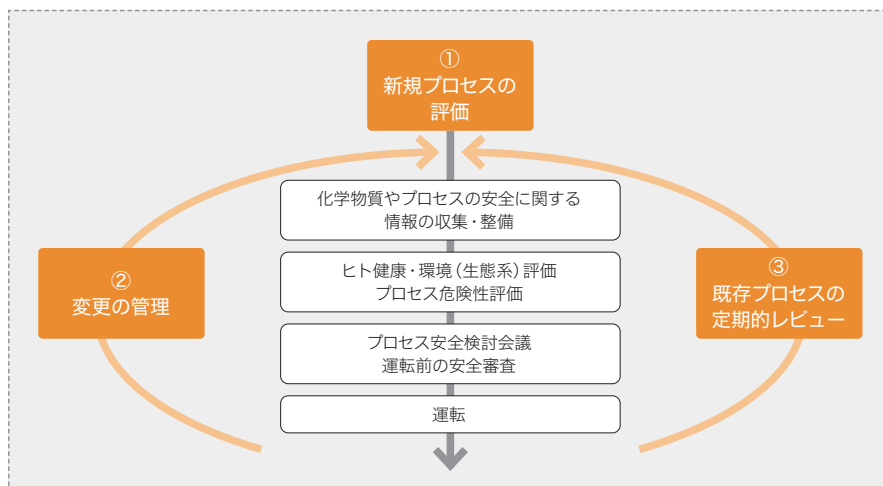 ①
新規プロセスの
評価
化学物質やプロセスの安全に関する
情報の収集・整備
②
変更の管理
ヒト健康・環境（生態系）評価
プロセス危険性評価
③
既存プロセスの
定期的レビュー
プロセス安全検討会議
運転前の安全審査
運転